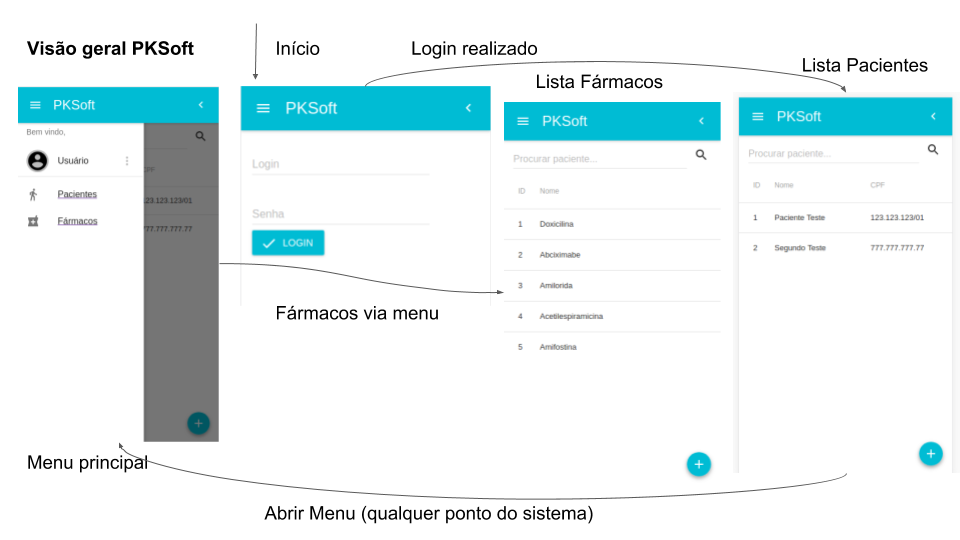 Visão geral PKSoft
Início
Login realizado
Lista Fármacos
Lista Pacientes
PKSoft
Bem vindo,
Usuário
Pacientes
Fármacos
CPF
123.123.123/01
777.777.777.77
Menu principal
PKSoft
Login
Senha
LOGIN
Fármacos via menu
PKSoft
Procurar paciente...
ID Nome
1 Doxicilina
2 Abciximabe
3 Amilorida
4 Acetilespiramicina
5 Amifostina
PKSoft
Procurar paciente...
ID Nome CPF
1 Paciente Teste 123.123.123/01
2 Segundo Teste 777.777.777.77
Abrir Menu (qualquer ponto do sistema)